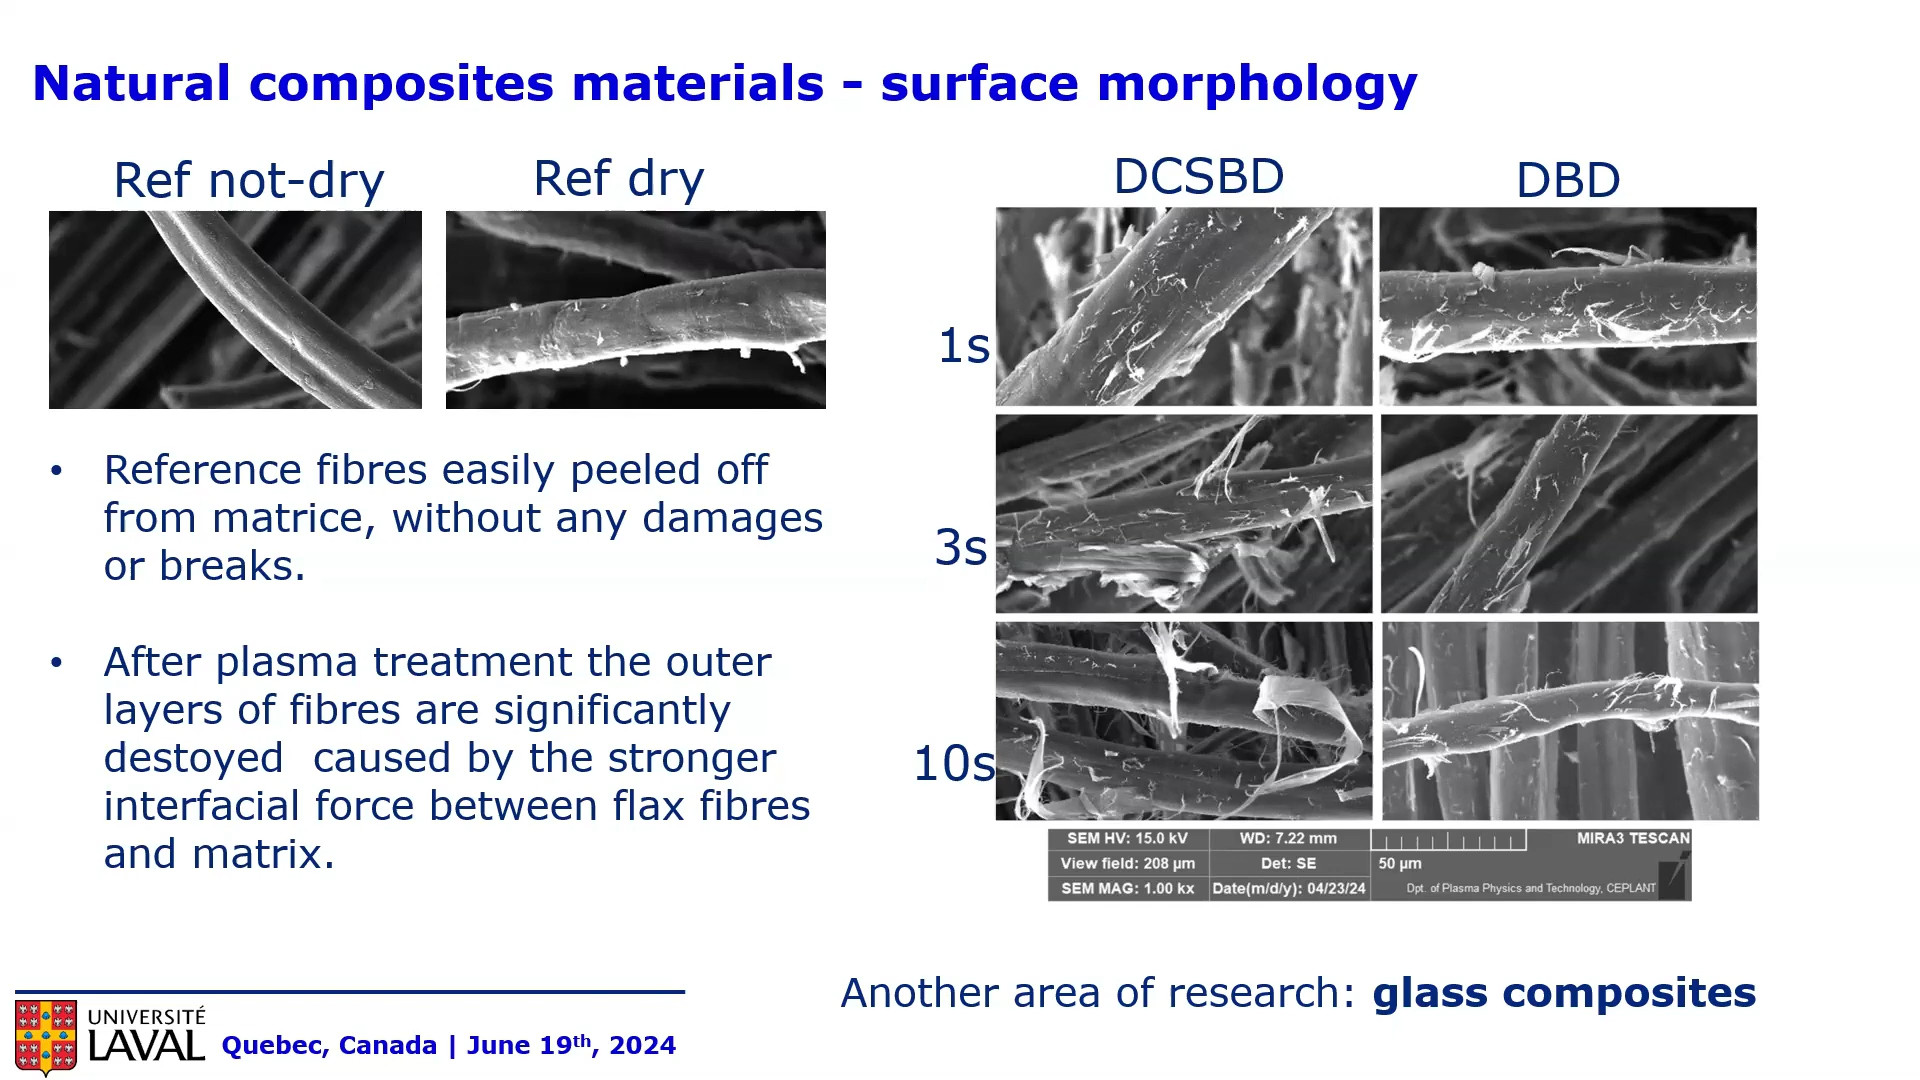 Natural composites materials - surface morphology
Ref not-dry
Ref dry
• Reference fibres easily peeled off
from matrice, without any damages
or breaks.
• After plasma treatment the outer
layers of fibres are significantly
destoyed  caused by the stronger
interfacial force between flax fibres
and matrix.
DCSBD
DBD
1s
3s
10s
SEM HV: 15.0 kV
WD: 7.22 mm
MIRA3 TESCAN
View field: 208 µm
Det: SE
50 µm
SEM MAG: 1.00 kx
Date(m/d/y): 04/23/24
Dpt. of Plasma Physics and Technology, CEPLANT
Another area of research: glass composites
UNIVERSITÉ
LAVAL
Quebec, Canada | June 19th, 2024